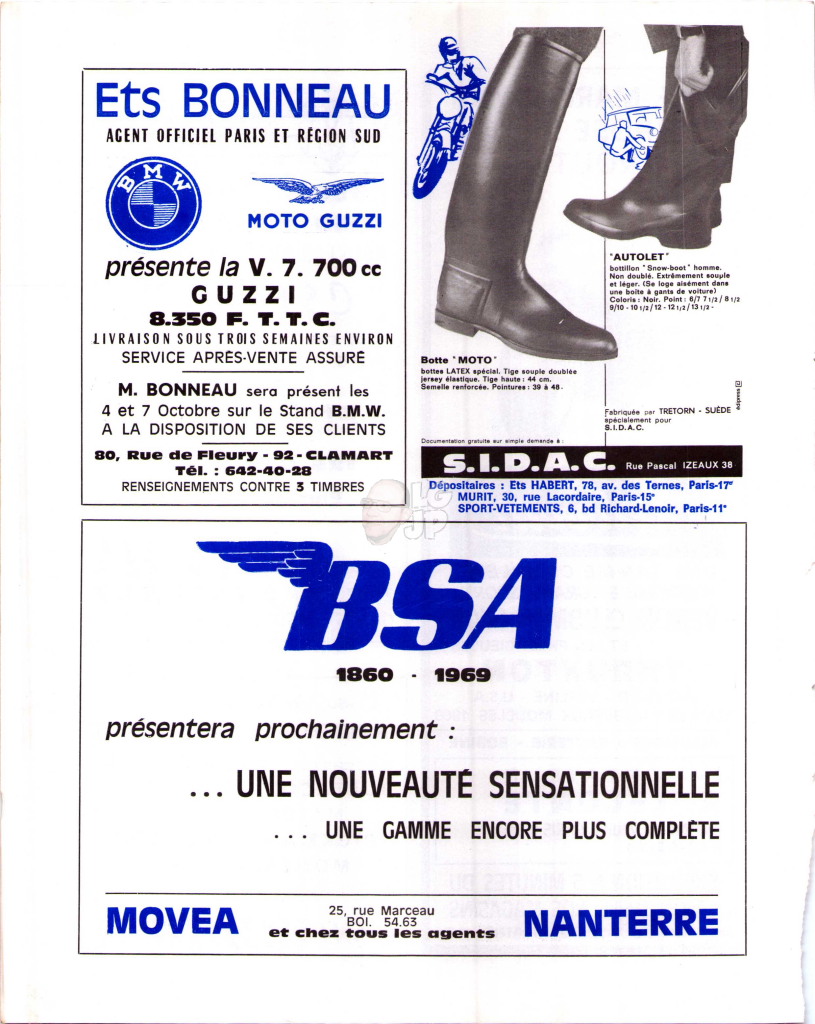 Ets BONNEAU
AGENT OFFICIEL PARIS ET RÉGION SUD
BMW
MOTO GUZZI
présente la V. 7. 700 cc
GUZZI
8.350 F. T. T. C.
LIVRAISON SOUS TROIS SEMAINES ENVIRON
SERVICE APRÈS-VENTE ASSURÉ
M. BONNEAU sera présent les
4 et 7 Octobre sur le Stand B.M.W.
A LA DISPOSITION DE SES CLIENTS
80, Rue de Fleury - 92 - CLAMART
Tél. : 642-40-28
RENSEIGNEMENTS CONTRE 3 TIMBRES
"AUTOLET"
bottillon "Snow-boot" homme.
Non doublé. Extrêmement souple
et léger. (Se loge aisément dans
une boite à gants de voiture)
Coloris : Noir. Point : 6/7 7 1/2 / 8 1/2
9/10 - 10 1/2 / 12 - 12 1/2 / 13 1/2 -
Botte "MOTO"
bottes LATEX spécial. Tige souple doublée
jersey élastique. Tige haute : 44 cm.
Semelle renforcée. Pointures : 39 à 48 -
Fabriquée par TRETORN - SUÈDE
spécialement pour
S.I.D.A.C.
édipress
Documentation gratuite sur simple demande à :
S.I.D.A.C. Rue Pascal IZEAUX 38
Dépositaires : Ets HABERT, 78, av. des Ternes, Paris-17e
MURIT, 30, rue Lacordaire, Paris-15e
SPORT-VETEMENTS, 6, bd Richard-Lenoir, Paris-11e
LG
JP
BSA
1860 - 1969
présentera prochainement :
... UNE NOUVEAUTÉ SENSATIONNELLE
... UNE GAMME ENCORE PLUS COMPLÈTE
MOVEA 25, rue Marceau NANTERRE
BOI. 54.63
et chez tous les agents